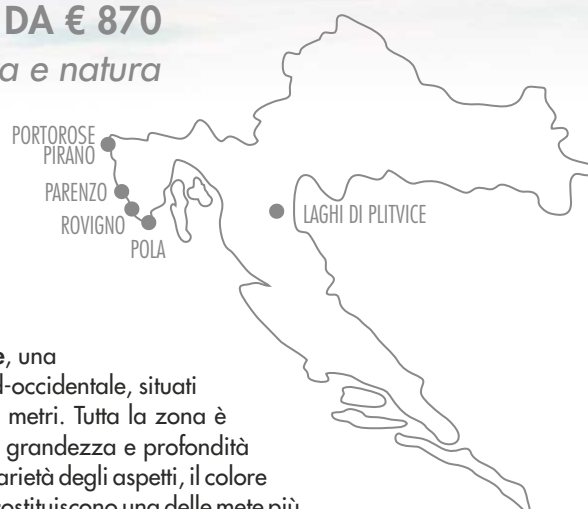 DA € 870
a e natura
PORTOROSE
PIRANO
PARENZO
ROVIGNO
POLA
LAGHI DI PLITVICE
e, una
d-occidentale, situati
metri. Tutta la zona è
grandezza e profondità
arietà degli aspetti, il colore
costituiscono una delle mete più